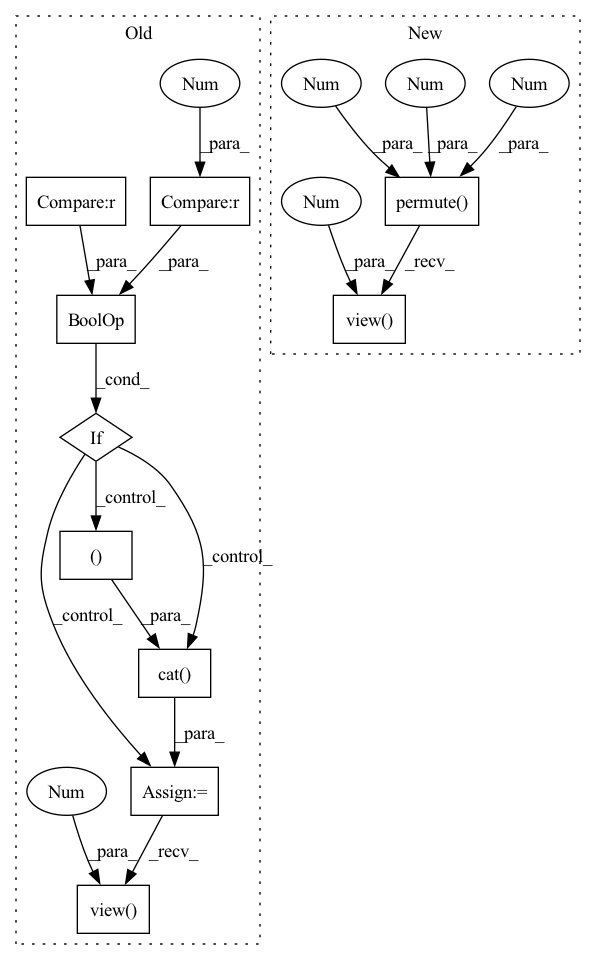 Old
New
Num
Num
Num
Num
_para_
_para_
_para_
_para_
Compare:r
Compare:r
Num
permute()
_para_
_para_
_para_
_recv_
BoolOp
view()
_cond_
If
_control_
()
_control_
_control_
_para_
cat()
_para_
Num
Assign:=
_para_
_recv_
view()